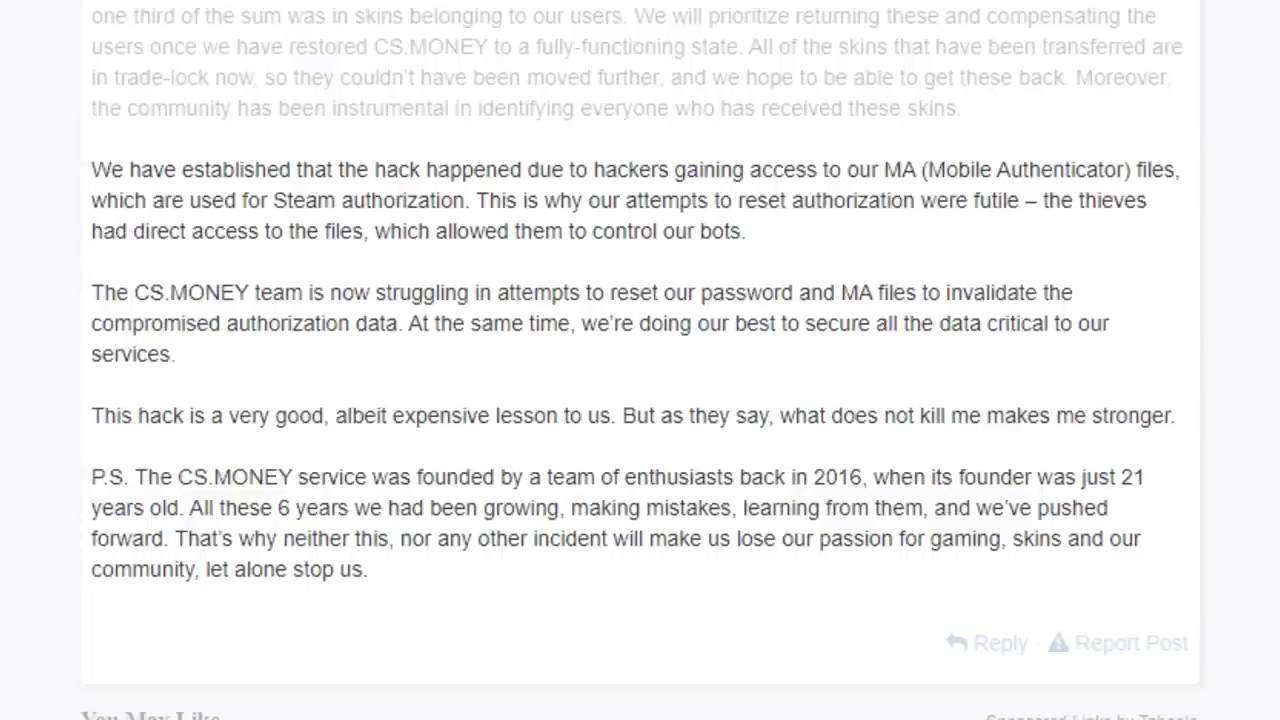 one third of the sum was in skins belonging to our users. We will prioritize returning these and compensating the
users once we have restored CS.MONEY to a fully-functioning state. All of the skins that have been transferred are
in trade-lock now, so they couldn't have been moved further, and we hope to be able to get these back. Moreover,
the community has been instrumental in identifying everyone who has received these skins.
We have established that the hack happened due to hackers gaining access to our MA (Mobile Authenticator) files,
which are used for Steam authorization. This is why our attempts to reset authorization were futile – the thieves
had direct access to the files, which allowed them to control our bots.
The CS.MONEY team is now struggling in attempts to reset our password and MA files to invalidate the
compromised authorization data. At the same time, we're doing our best to secure all the data critical to our
services.
This hack is a very good, albeit expensive lesson to us. But as they say, what does not kill me makes me stronger.
P.S. The CS.MONEY service was founded by a team of enthusiasts back in 2016, when its founder was just 21
years old. All these 6 years we had been growing, making mistakes, learning from them, and we've pushed
forward. That's why neither this, nor any other incident will make us lose our passion for gaming, skins and our
community, let alone stop us.
Reply · Report Post
You May Like
Sponsored Links by Taboola